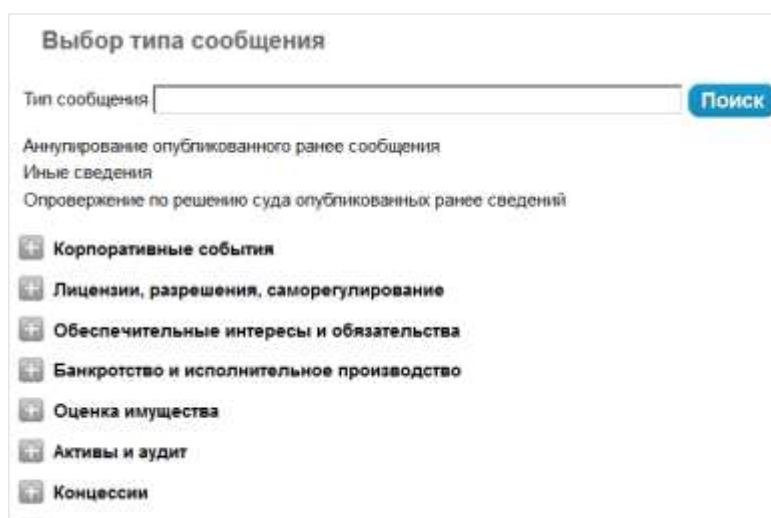 Выбор типа сообщения
Тип сообщения Поиск
Аннулирование опубликованного ранее сообщения
Иные сведения
Опровержение по решению суда опубликованных ранее сведений
Корпоративные события
Лицензии, разрешения, саморегулирование
Обеспечительные интересы и обязательства
Банкротство и исполнительное производство
Оценка имущества
Активы и аудит
Концессии